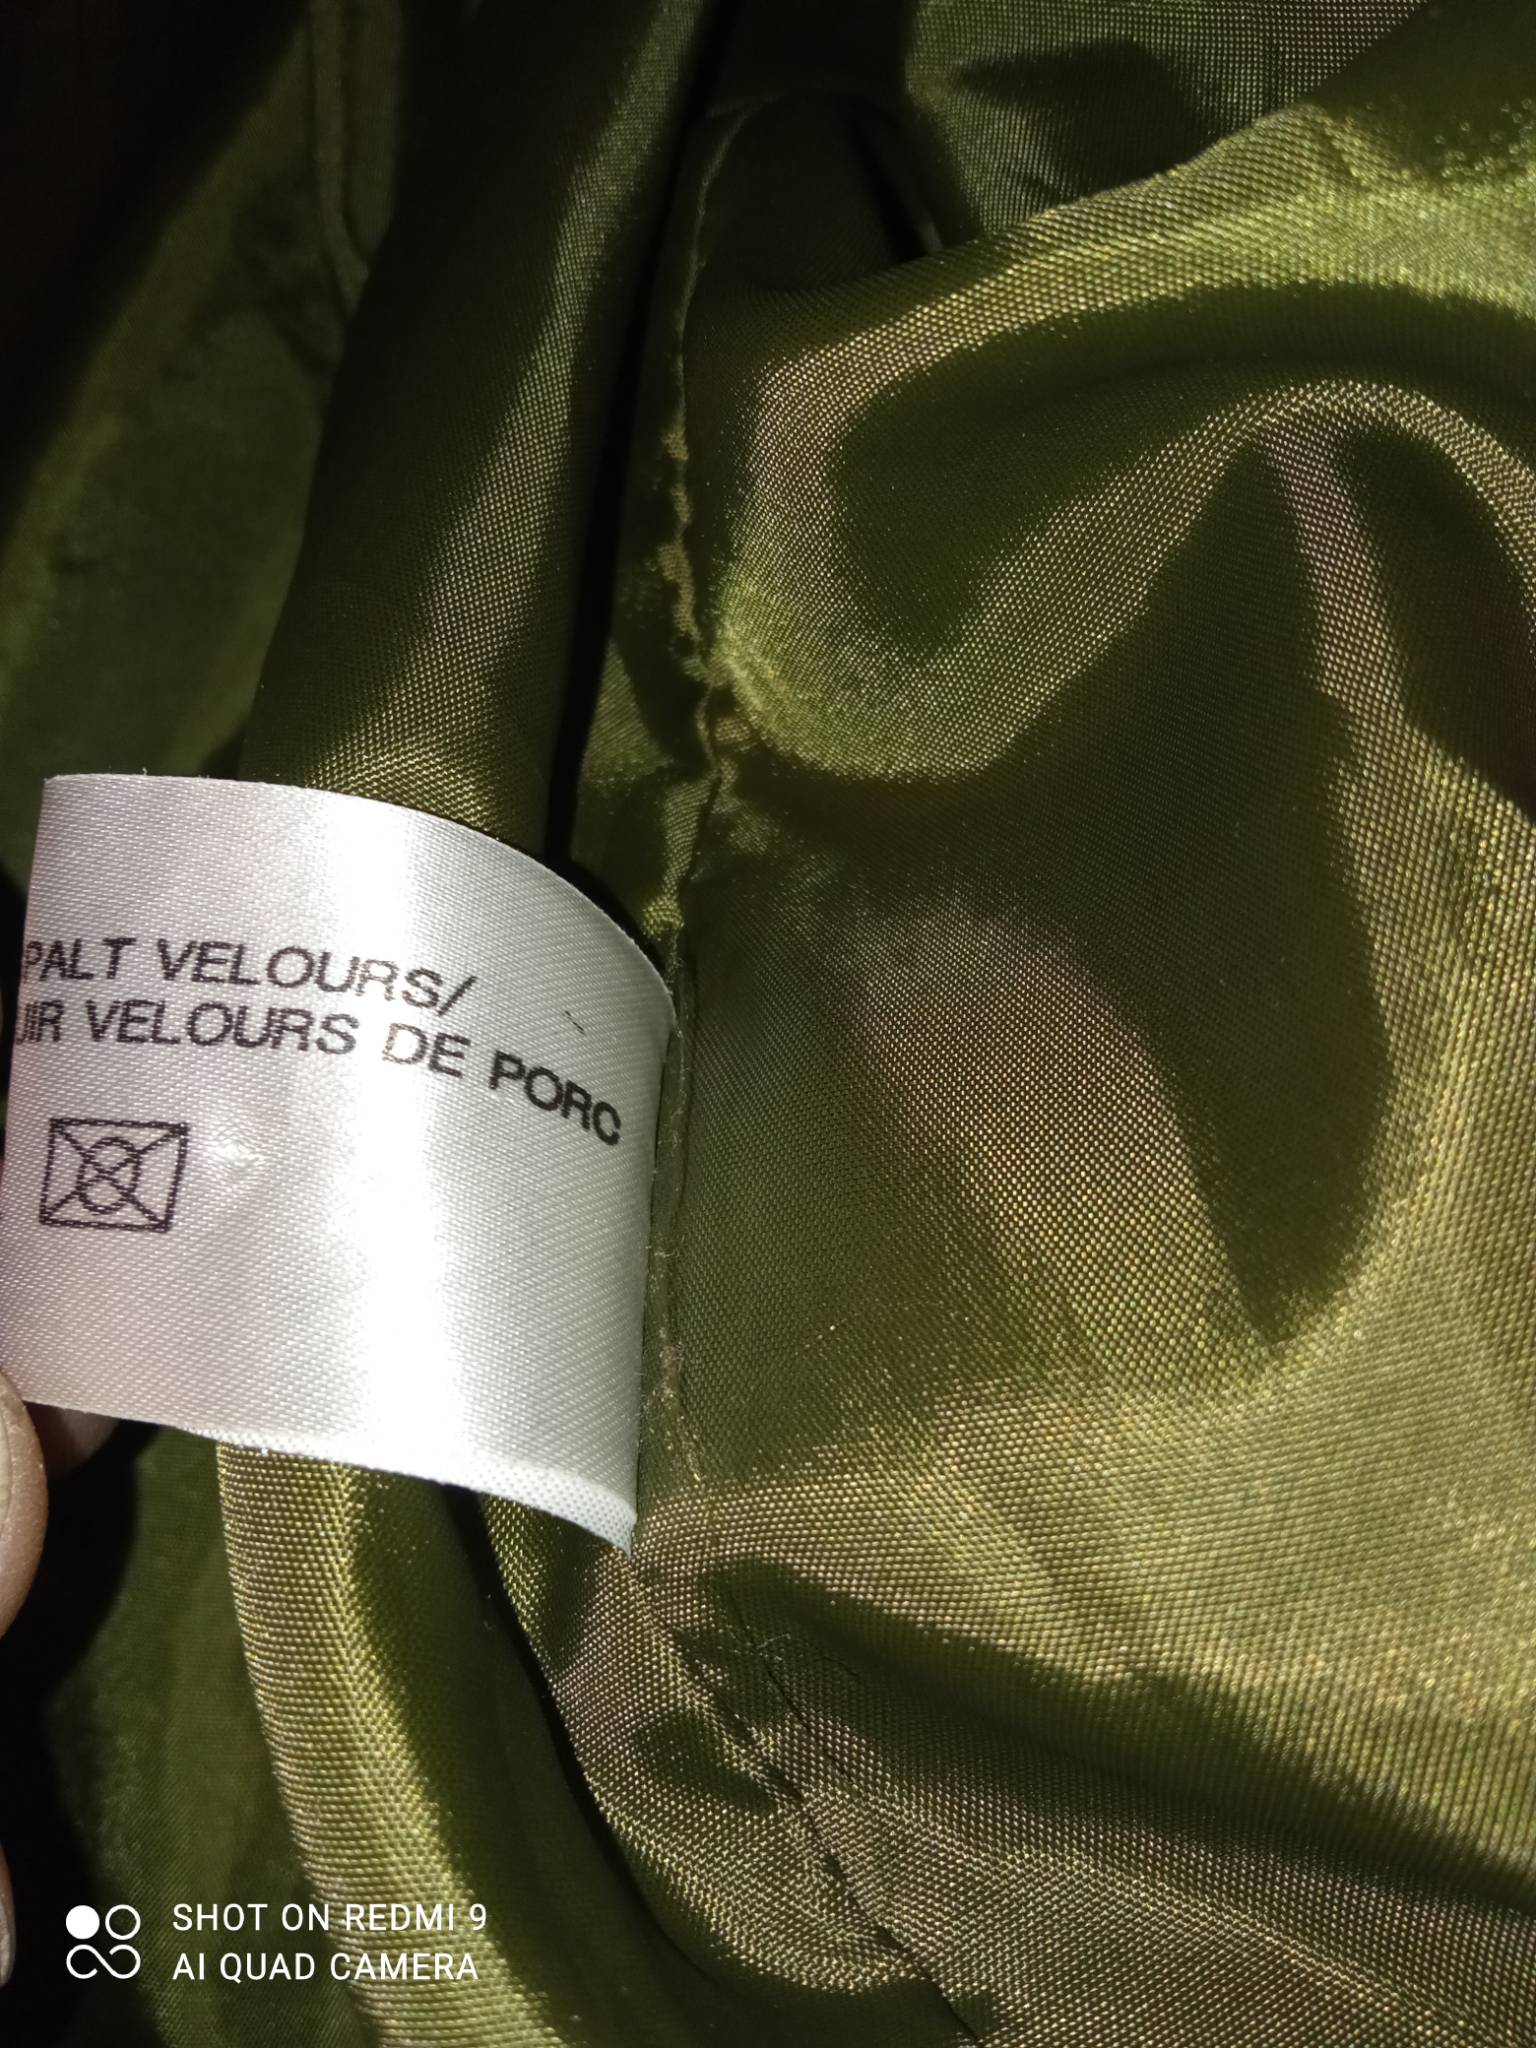 PALT VELOURS/
UIR VELOURS DE PORC
SHOT ON REDMI 9
AI QUAD CAMERA